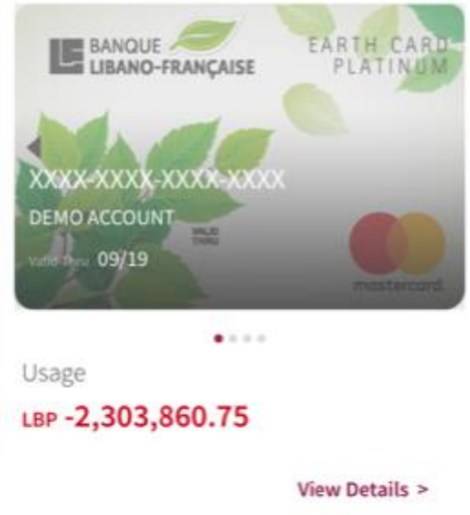 BANQUE
LIBANO-FRANÇAISE
EARTH CARD
PLATINUM
XXXX-XXXX-XXXX-XXXX
DEMO ACCOUNT
VALID
THRU
Valid Thru 09/19
mastercard.
Usage
LBP -2,303,860.75
View Details >